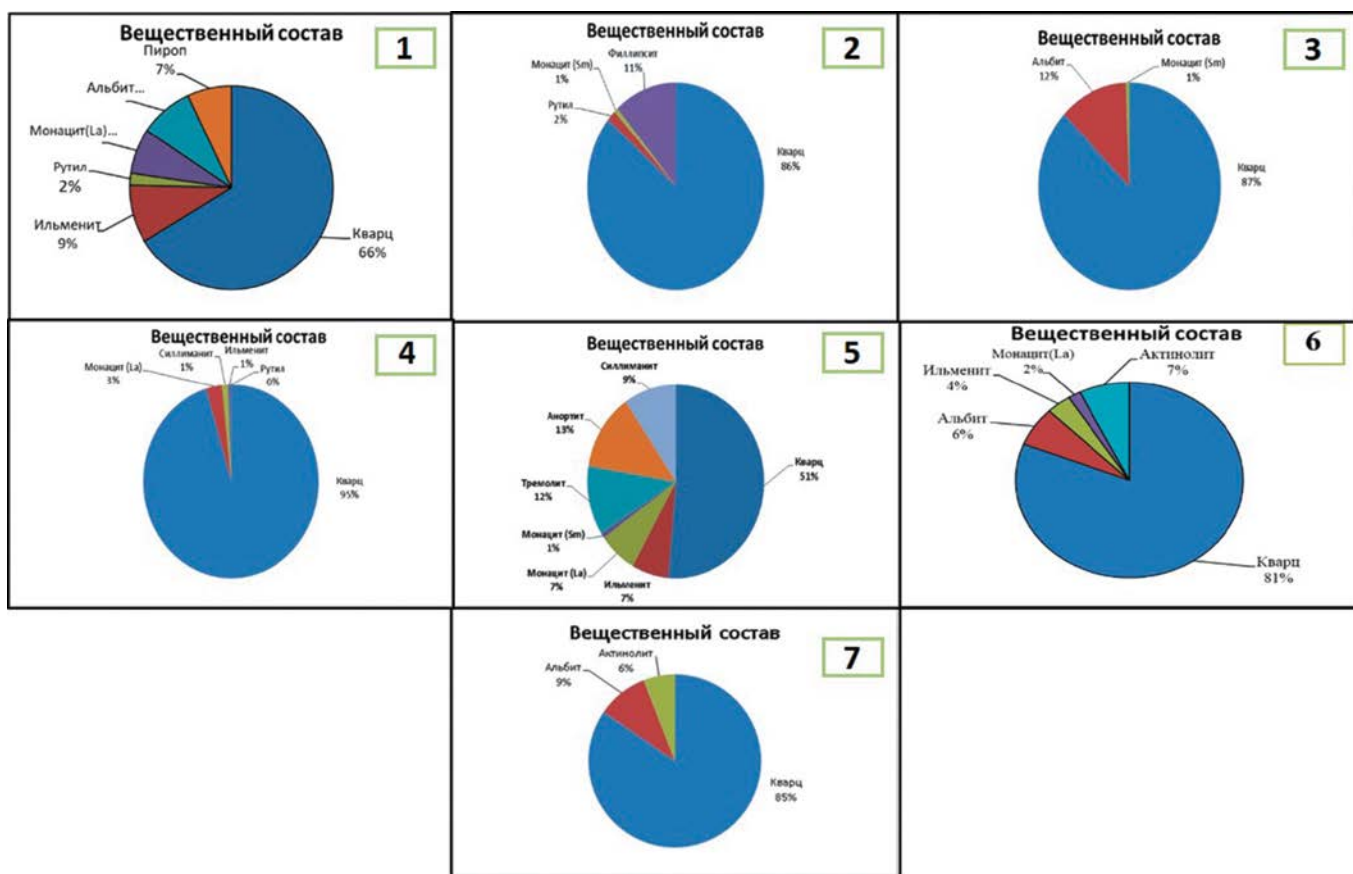 Вещественный состав
1
Пироп
7%
Альбит...
Монацит(La)...
Рутил
2%
Ильменит
9%
Кварц
66%
Вещественный состав
2
Филлипсит
11%
Монацит (Sm)
1%
Рутил
2%
Кварц
86%
Вещественный состав
3
Альбит
12%
Монацит (Sm)
1%
Кварц
87%
Вещественный состав
4
Силлиманит
1%
Ильменит
1%
Монацит (La)
3%
Рутил
0%
Кварц
95%
Вещественный состав
5
Силлиманит
9%
Анортит
13%
Тремолит
12%
Монацит (Sm)
1%
Монацит (La)
7%
Ильменит
7%
Кварц
51%
Вещественный состав
6
Монацит(La)
2%
Актинолит
7%
Ильменит
4%
Альбит
6%
Кварц
81%
Вещественный состав
7
Актинолит
6%
Альбит
9%
Кварц
85%